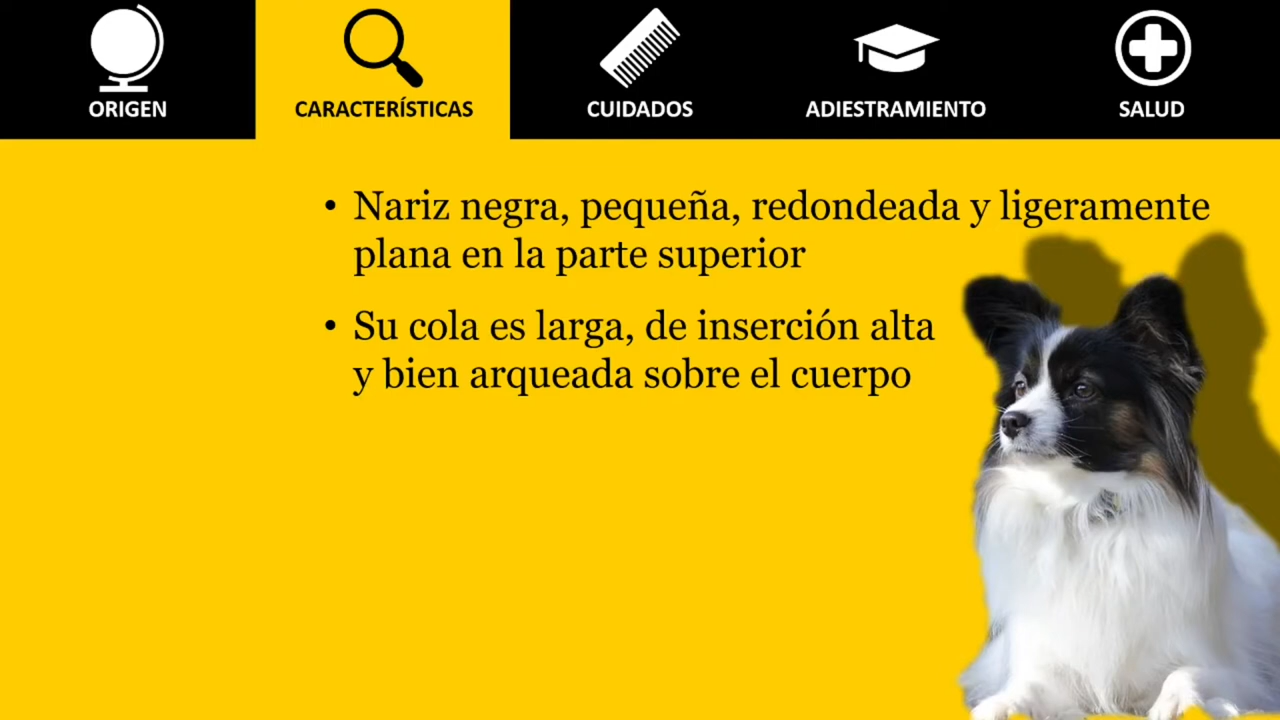 ORIGEN
CARACTERÍSTICAS
CUIDADOS
ADIESTRAMIENTO
SALUD
• Nariz negra, pequeña, redondeada y ligeramente
plana en la parte superior
• Su cola es larga, de inserción alta
y bien arqueada sobre el cuerpo